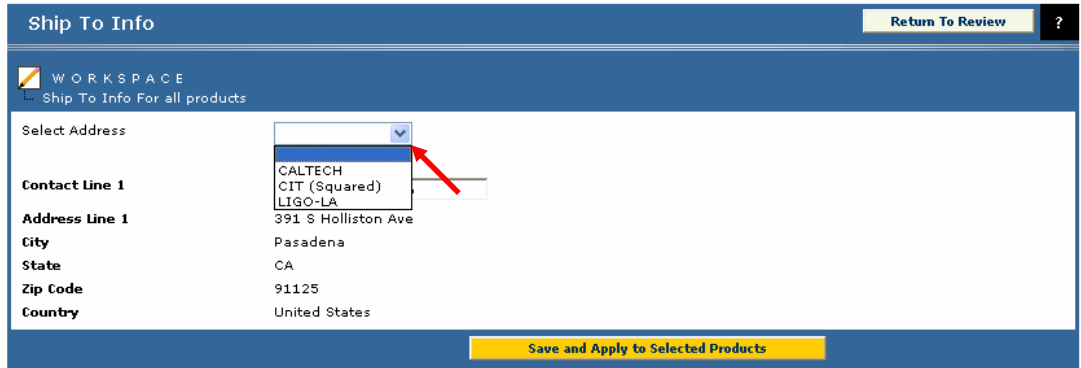 Ship To Info
Return To Review
?
WORKSPACE
Ship To Info For all products
Select Address
CALTECH
CIT (Squared)
LIGO-LA
Contact Line 1
Address Line 1
391 S Holliston Ave
City
Pasadena
State
CA
Zip Code
91125
Country
United States
Save and Apply to Selected Products